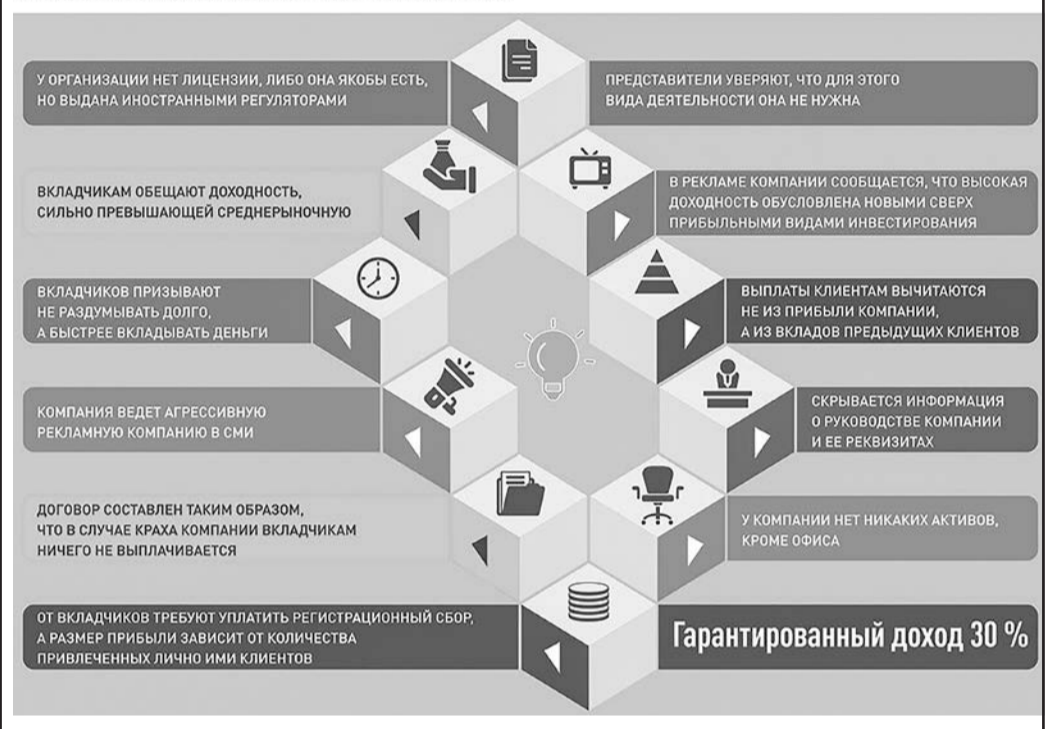 У ОРГАНИЗАЦИИ НЕТ ЛИЦЕНЗИИ, ЛИБО ОНА ЯКОБЫ ЕСТЬ,
НО ВЫДАНА ИНОСТРАННЫМИ РЕГУЛЯТОРАМИ
ПРЕДСТАВИТЕЛИ УВЕРЯЮТ, ЧТО ДЛЯ ЭТОГО
ВИДА ДЕЯТЕЛЬНОСТИ ОНА НЕ НУЖНА
ВКЛАДЧИКАМ ОБЕЩАЮТ ДОХОДНОСТЬ,
СИЛЬНО ПРЕВЫШАЮЩЕЙ СРЕДНЕРЫНОЧНУЮ
В РЕКЛАМЕ КОМПАНИИ СООБЩАЕТСЯ, ЧТО ВЫСОКАЯ
ДОХОДНОСТЬ ОБУСЛОВЛЕНА НОВЫМИ СВЕРХ
ПРИБЫЛЬНЫМИ ВИДАМИ ИНВЕСТИРОВАНИЯ
ВКЛАДЧИКОВ ПРИЗЫВАЮТ
НЕ РАЗДУМЫВАТЬ ДОЛГО,
А БЫСТРЕЕ ВКЛАДЫВАТЬ ДЕНЬГИ
ВЫПЛАТЫ КЛИЕНТАМ ВЫЧИТАЮТСЯ
НЕ ИЗ ПРИБЫЛИ КОМПАНИИ,
А ИЗ ВКЛАДОВ ПРЕДЫДУЩИХ КЛИЕНТОВ
КОМПАНИЯ ВЕДЕТ АГРЕССИВНУЮ
РЕКЛАМНУЮ КОМПАНИЮ В СМИ
СКРЫВАЕТСЯ ИНФОРМАЦИЯ
О РУКОВОДСТВЕ КОМПАНИИ
И ЕЕ РЕКВИЗИТАХ
ДОГОВОР СОСТАВЛЕН ТАКИМ ОБРАЗОМ,
ЧТО В СЛУЧАЕ КРАХА КОМПАНИИ ВКЛАДЧИКАМ
НИЧЕГО НЕ ВЫПЛАЧИВАЕТСЯ
У КОМПАНИИ НЕТ НИКАКИХ АКТИВОВ,
КРОМЕ ОФИСА
ОТ ВКЛАДЧИКОВ ТРЕБУЮТ УПЛАТИТЬ РЕГИСТРАЦИОННЫЙ СБОР,
А РАЗМЕР ПРИБЫЛИ ЗАВИСИТ ОТ КОЛИЧЕСТВА
ПРИВЛЕЧЕННЫХ ЛИЧНО ИМИ КЛИЕНТОВ
Гарантированный доход 30 %